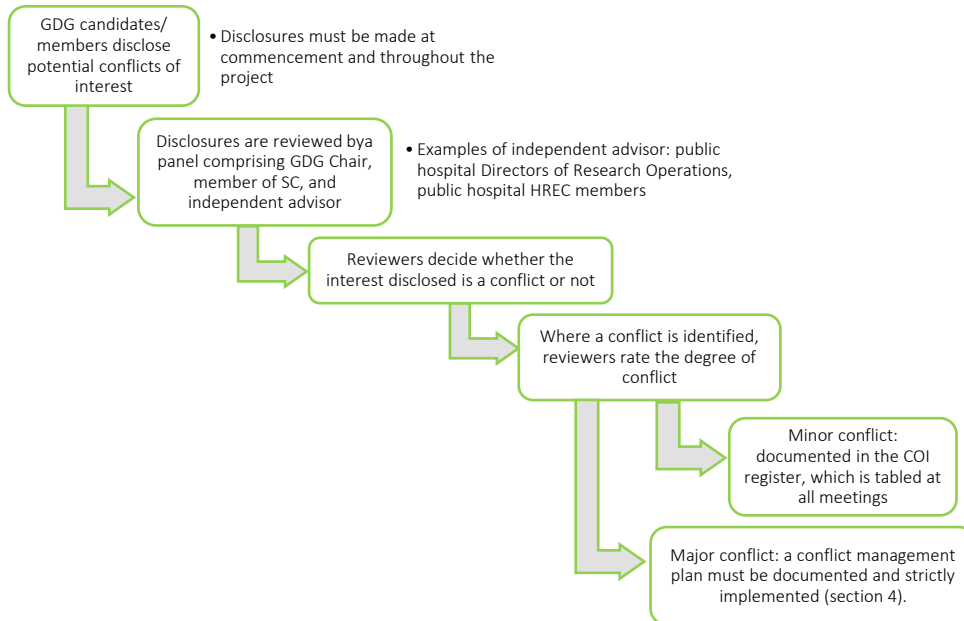 GDG candidates/
members disclose
potential conflicts of
interest
• Disclosures must be made at
commencement and throughout the
project
Disclosures are reviewed bya
panel comprising GDG Chair,
member of SC, and
independent advisor
• Examples of independent advisor: public
hospital Directors of Research Operations,
public hospital HREC members
Reviewers decide whether the
interest disclosed is a conflict or not
Where a conflict is identified,
reviewers rate the degree of
conflict
Minor conflict:
documented in the COI
register, which is tabled at
all meetings
Major conflict: a conflict management
plan must be documented and strictly
implemented (section 4).